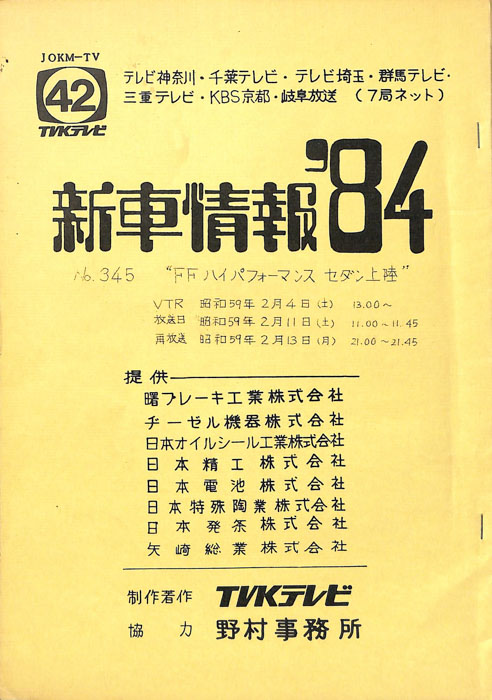 JOKM-TV
42
TVKテレビ
テレビ神奈川・千葉テレビ・テレビ埼玉・群馬テレビ・
三重テレビ・KBS京都・岐阜放送 (7局ネット)
新車情報'84
No.345 “FFハイパフォーマンス セダン上陸”
VTR 昭和59年2月4日(土) 13.00~
放送日 昭和59年2月11日(土) 11.00~11.45
再放送 昭和59年2月13日(月) 21.00~21.45
提供
曙ブレーキ工業株式会社
ヂーゼル機器株式会社
日本オイルシール工業株式会社
日本精工株式会社
日本電池株式会社
日本特殊陶業株式会社
日本発条株式会社
矢崎総業株式会社
制作著作 TVKテレビ
協力 野村事務所